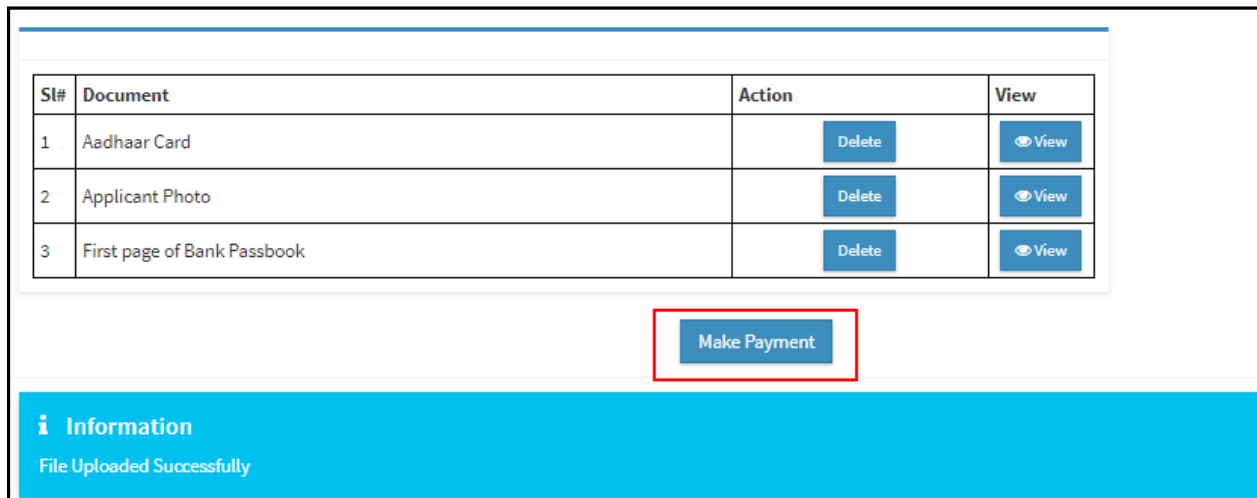 Sl# Document Action View
1 Aadhaar Card Delete View
2 Applicant Photo Delete View
3 First page of Bank Passbook Delete View
Make Payment
i Information
File Uploaded Successfully